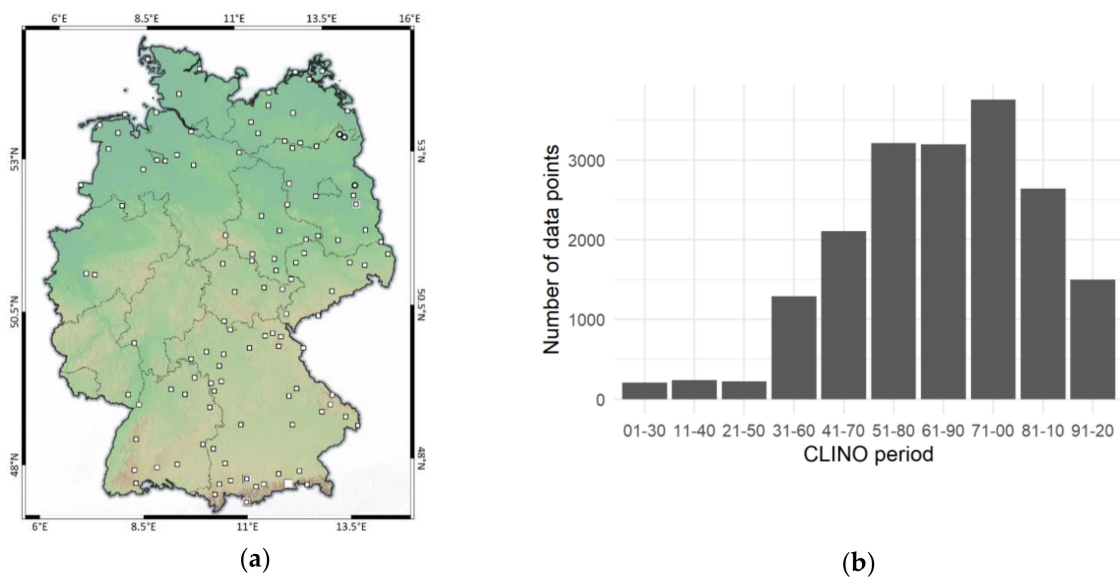 6°E 8.5°E 11°E 13.5°E 16°E
53°N 53°N
50.5°N 50.5°N
48°N 48°N
6°E 8.5°E 11°E 13.5°E
(a)
Number of data points
3000
2000
1000
0
01-30 11-40 21-50 31-60 41-70 51-80 61-90 71-00 81-10 91-20
CLINO period
(b)